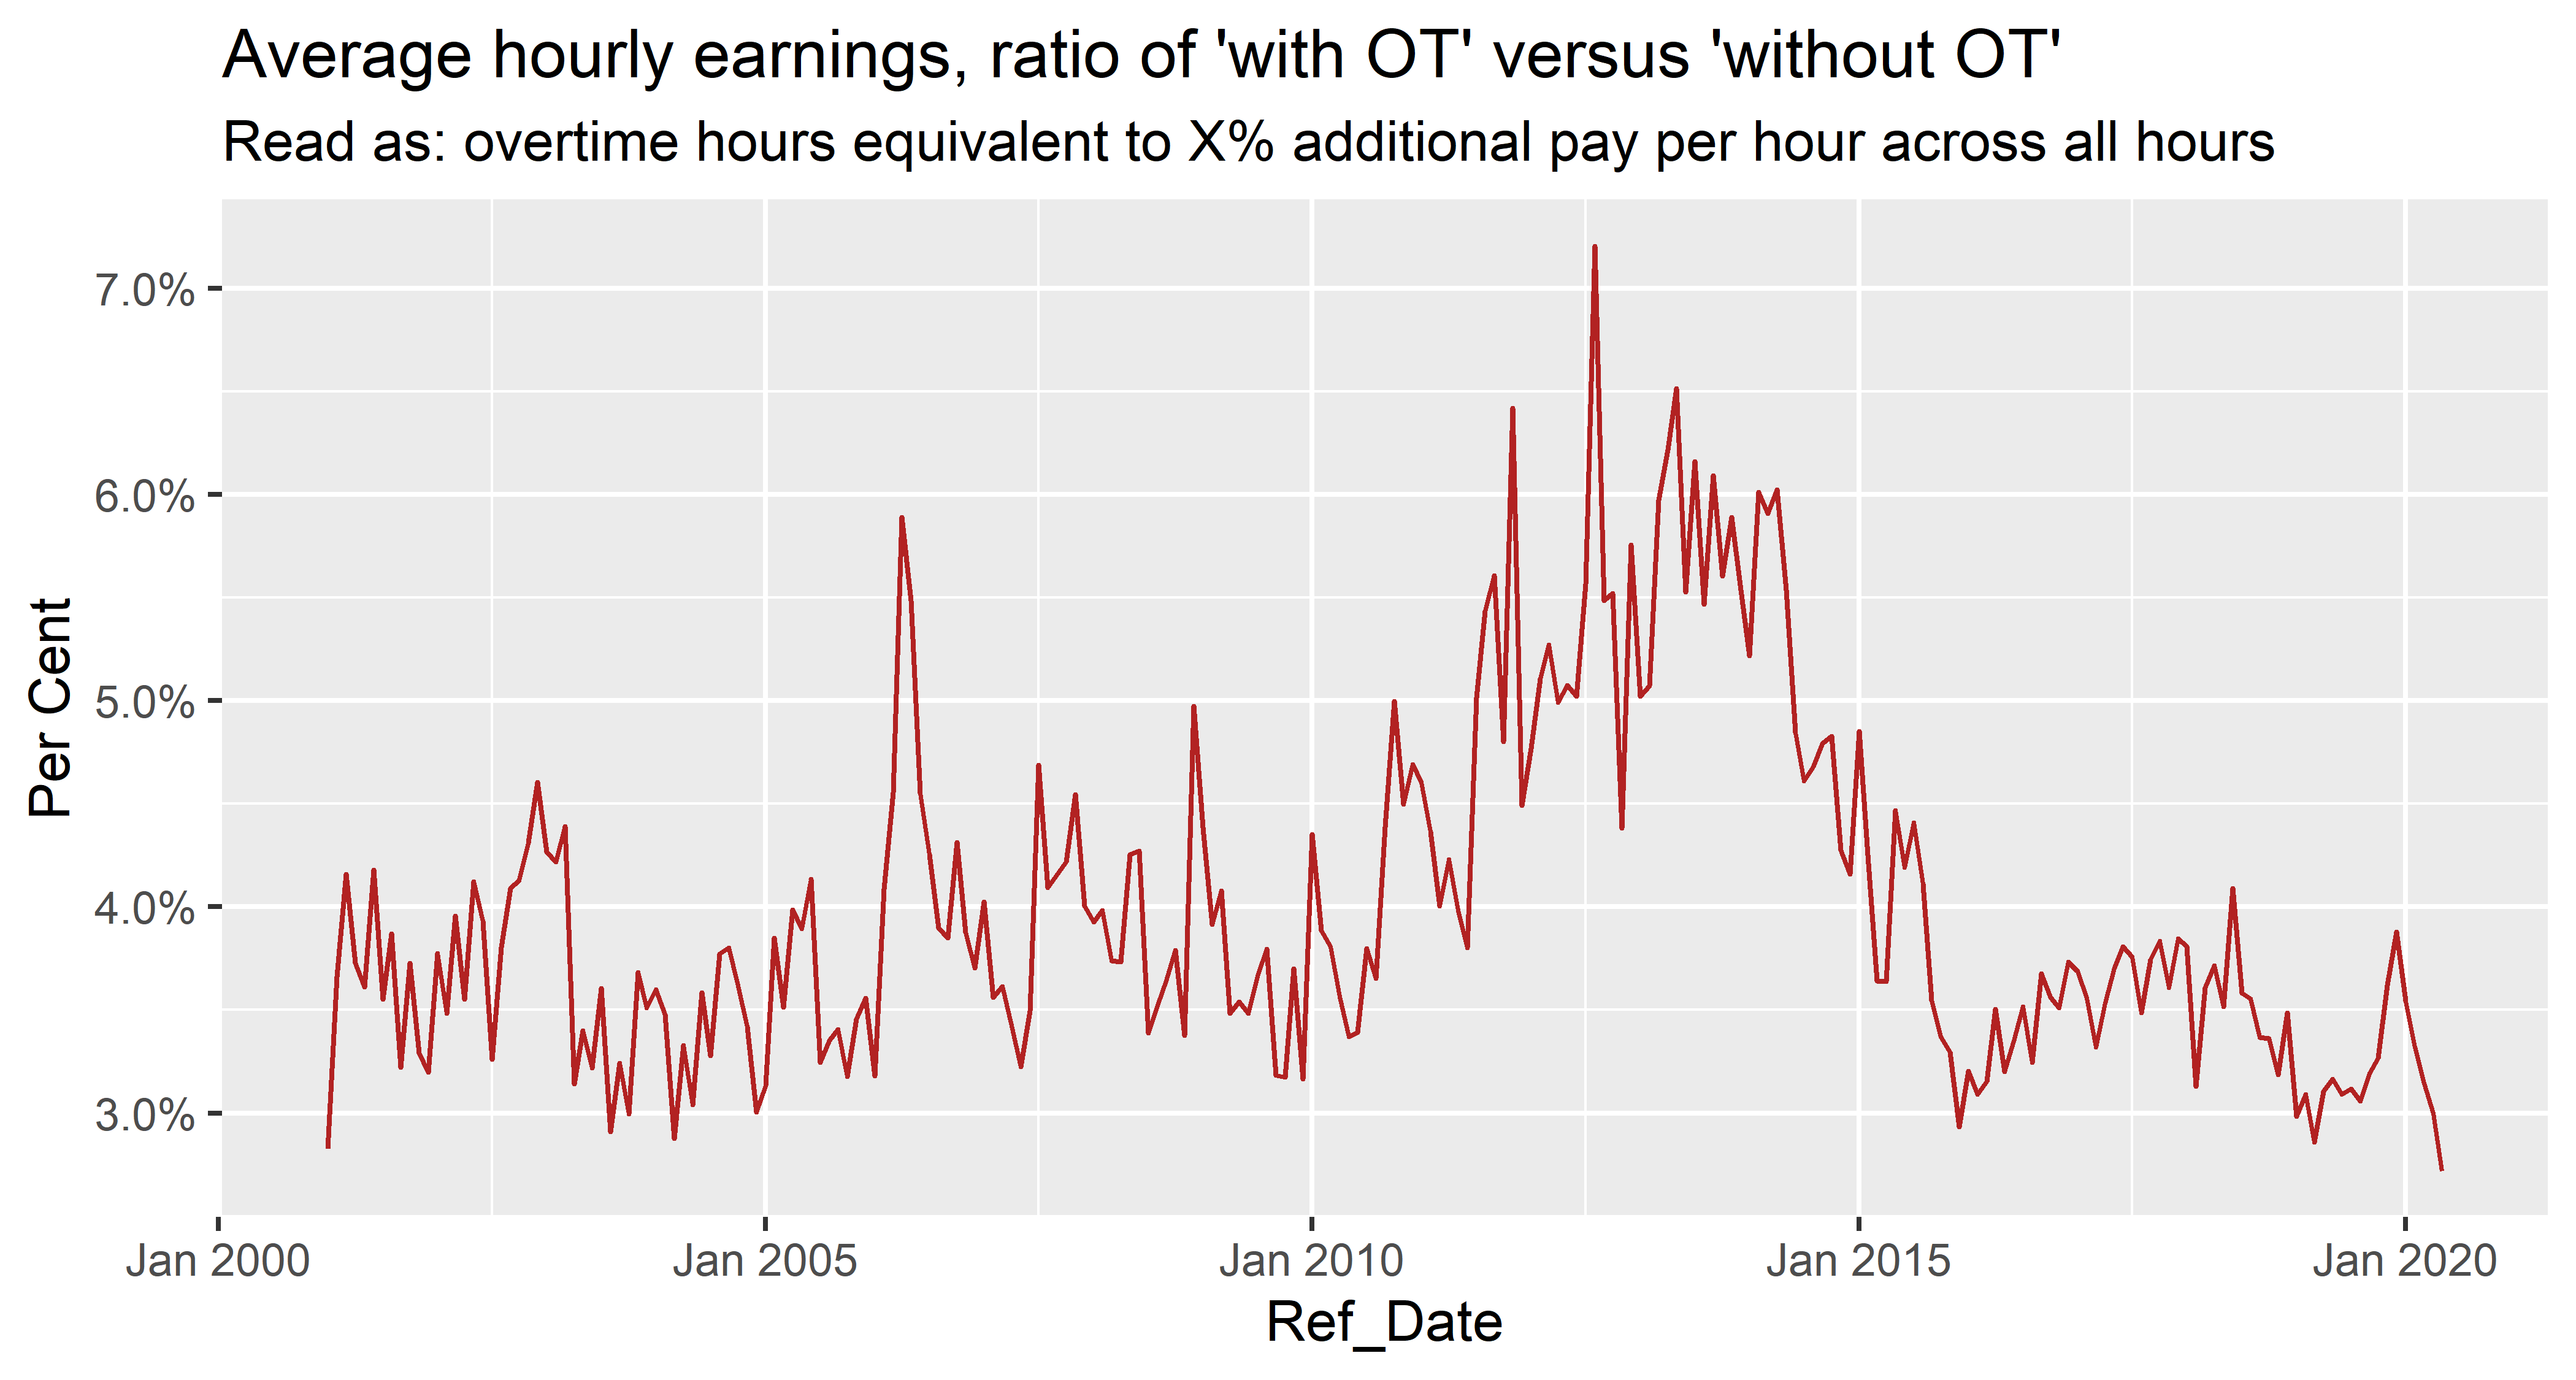 Average hourly earnings, ratio of 'with OT' versus 'without OT'
Read as: overtime hours equivalent to X% additional pay per hour across all hours
Per Cent
7.0%
6.0%
5.0%
4.0%
3.0%
Jan 2000
Jan 2005
Jan 2010
Jan 2015
Jan 2020
Ref_Date